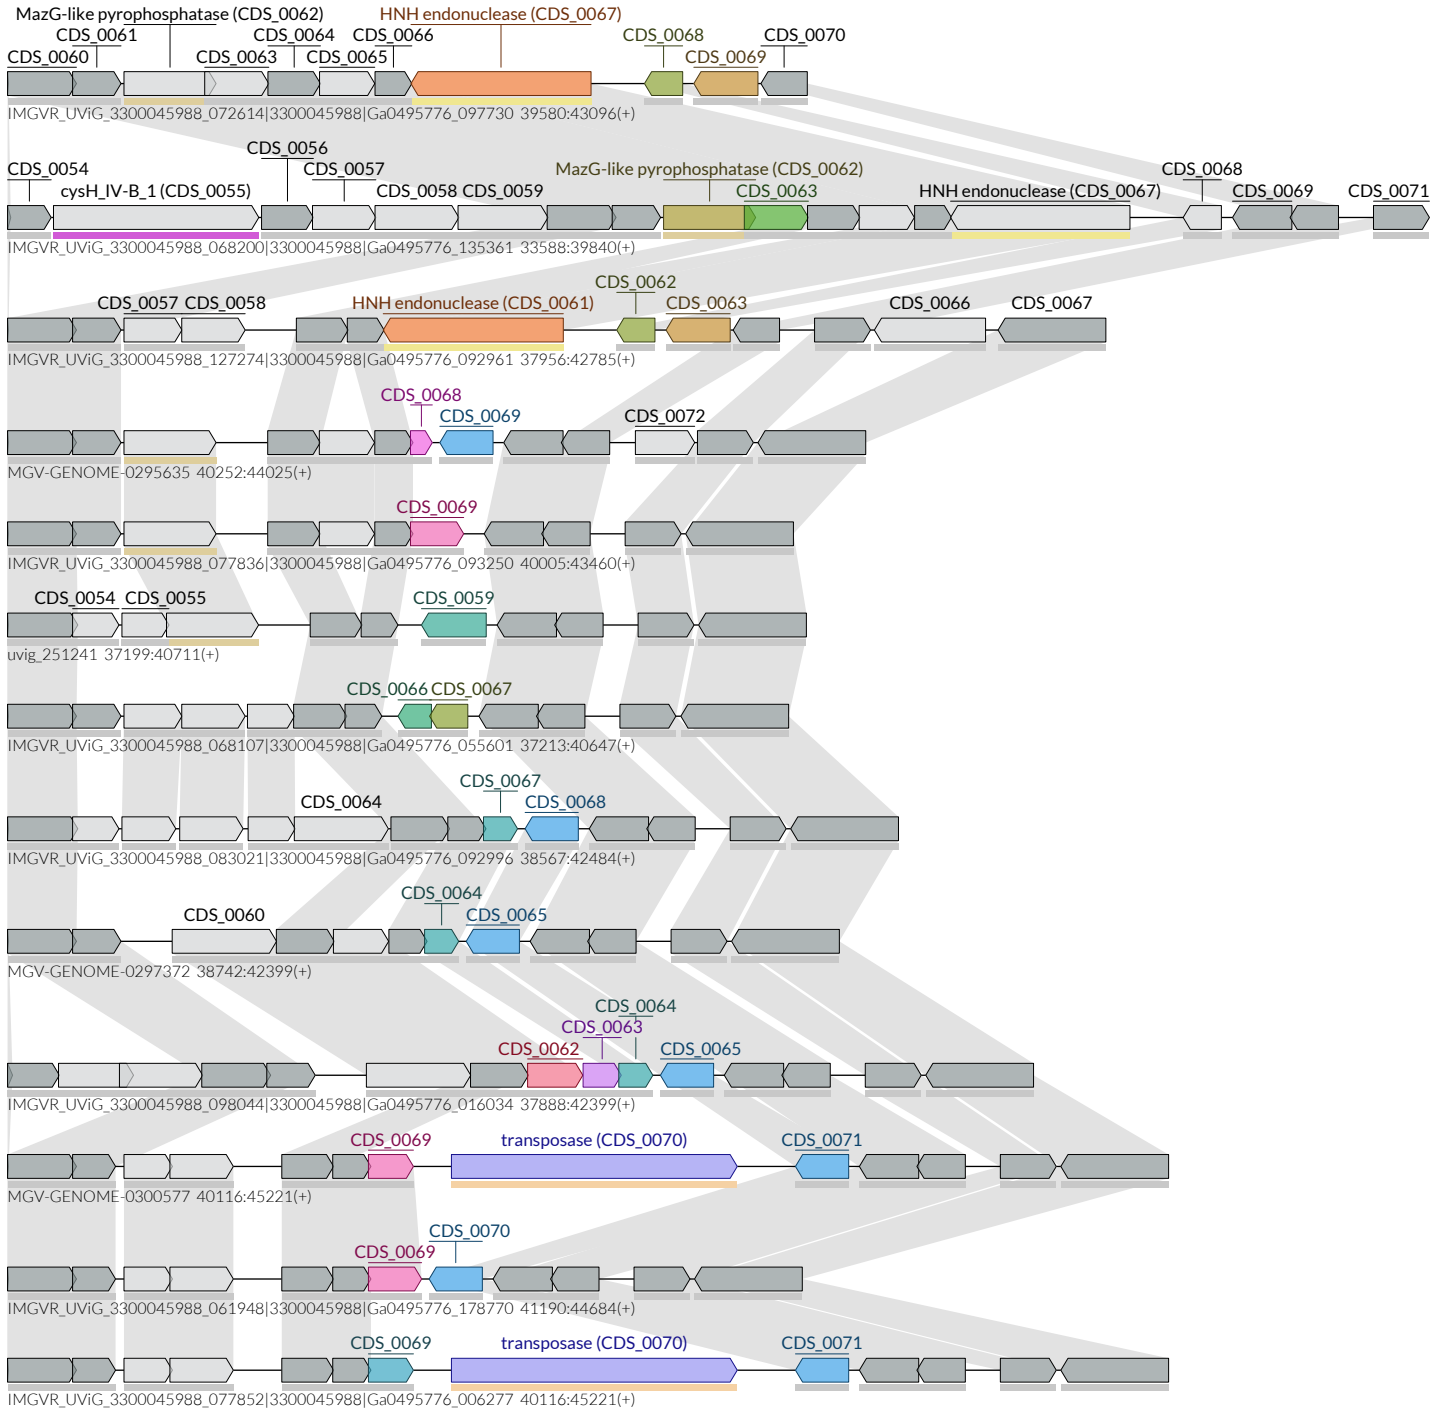 MazG-like pyrophosphatase (CDS_0062) HNH endonuclease (CDS_0067)
CDS_0061 CDS_0064 CDS_0066 CDS_0068 CDS_0070
CDS_0060 CDS_0063 CDS_0065 CDS_0069
IMGVR_UViG_3300045988_072614|3300045988|Ga0495776_097730 39580:43096(+)
CDS_0056
CDS_0054 CDS_0057 MazG-like pyrophosphatase (CDS_0062) CDS_0068
cysH_IV-B_1 (CDS_0055) CDS_0058 CDS_0059 CDS_0063 HNH endonuclease (CDS_0067) CDS_0069 CDS_0071
IMGVR_UViG_3300045988_068200|3300045988|Ga0495776_135361 33588:39840(+)
CDS_0062
CDS_0057 CDS_0058 HNH endonuclease (CDS_0061) CDS_0063 CDS_0066 CDS_0067
IMGVR_UViG_3300045988_127274|3300045988|Ga0495776_092961 37956:42785(+)
CDS_0068
CDS_0069 CDS_0072
MGV-GENOME-0295635 40252:44025(+)
CDS_0069
IMGVR_UViG_3300045988_077836|3300045988|Ga0495776_093250 40005:43460(+)
CDS_0054 CDS_0055 CDS_0059
uvig_251241 37199:40711(+)
CDS_0066 CDS_0067
IMGVR_UViG_3300045988_068107|3300045988|Ga0495776_055601 37213:40647(+)
CDS_0067
CDS_0064 CDS_0068
IMGVR_UViG_3300045988_083021|3300045988|Ga0495776_092996 38567:42484(+)
CDS_0064
CDS_0060 CDS_0065
MGV-GENOME-0297372 38742:42399(+)
CDS_0064
CDS_0063
CDS_0062 CDS_0065
IMGVR_UViG_3300045988_098044|3300045988|Ga0495776_016034 37888:42399(+)
CDS_0069 transposase (CDS_0070) CDS_0071
MGV-GENOME-0300577 40116:45221(+)
CDS_0070
CDS_0069
IMGVR_UViG_3300045988_061948|3300045988|Ga0495776_178770 41190:44684(+)
CDS_0069 transposase (CDS_0070) CDS_0071
IMGVR_UViG_3300045988_077852|3300045988|Ga0495776_006277 40116:45221(+)